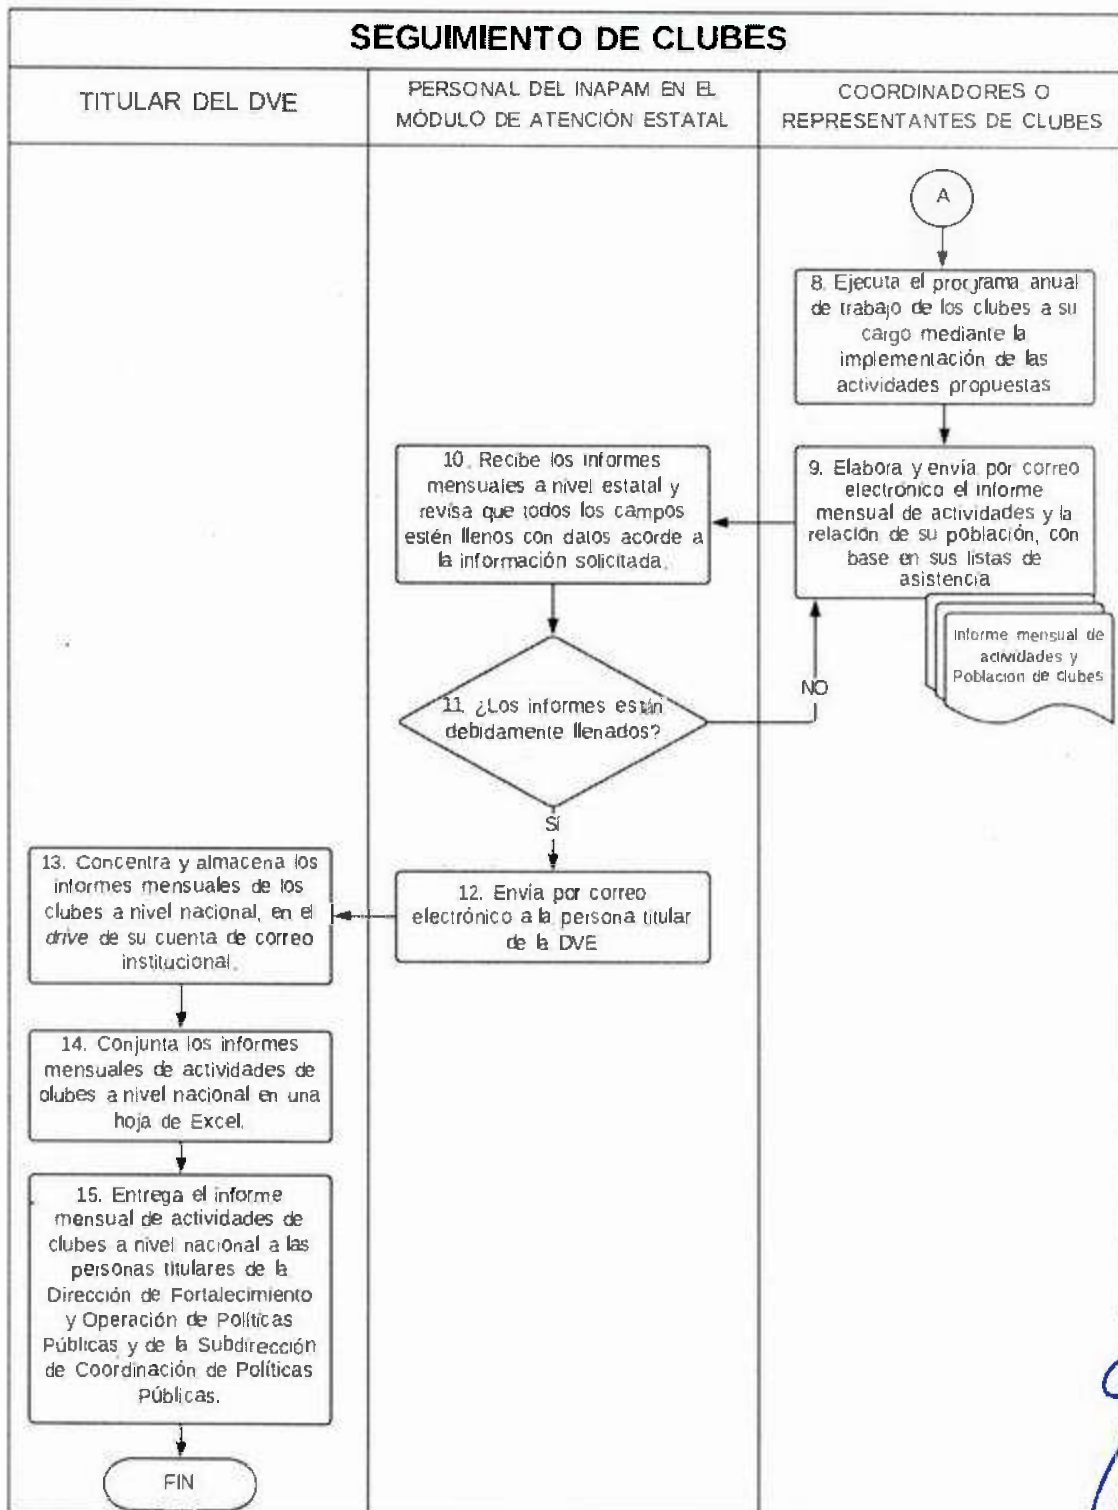 SEGUIMIENTO DE CLUBES
TITULAR DEL DVE
PERSONAL DEL INAPAM EN EL
MÓDULO DE ATENCIÓN ESTATAL
COORDINADORES O
REPRESENTANTES DE CLUBES
A
8. Ejecuta el programa anual
de trabajo de los clubes a su
cargo mediante la
implementación de las
actividades propuestas
9. Elabora y envía por correo
electrónico el informe
mensual de actividades y la
relación de su población, con
base en sus listas de
asistencia
Informe mensual de
actividades y
Población de clubes
10. Recibe los informes
mensuales a nivel estatal y
revisa que todos los campos
estén llenos con datos acorde a
la información solicitada.
11. ¿Los informes están
debidamente llenados?
NO
SÍ
12. Envía por correo
electrónico a la persona titular
de la DVE
13. Concentra y almacena los
informes mensuales de los
clubes a nivel nacional, en el
drive de su cuenta de correo
institucional.
14. Conjunta los informes
mensuales de actividades de
clubes a nivel nacional en una
hoja de Excel.
15. Entrega el informe
mensual de actividades de
clubes a nivel nacional a las
personas titulares de la
Dirección de Fortalecimiento
y Operación de Políticas
Públicas y de la Subdirección
de Coordinación de Políticas
Públicas.
FIN